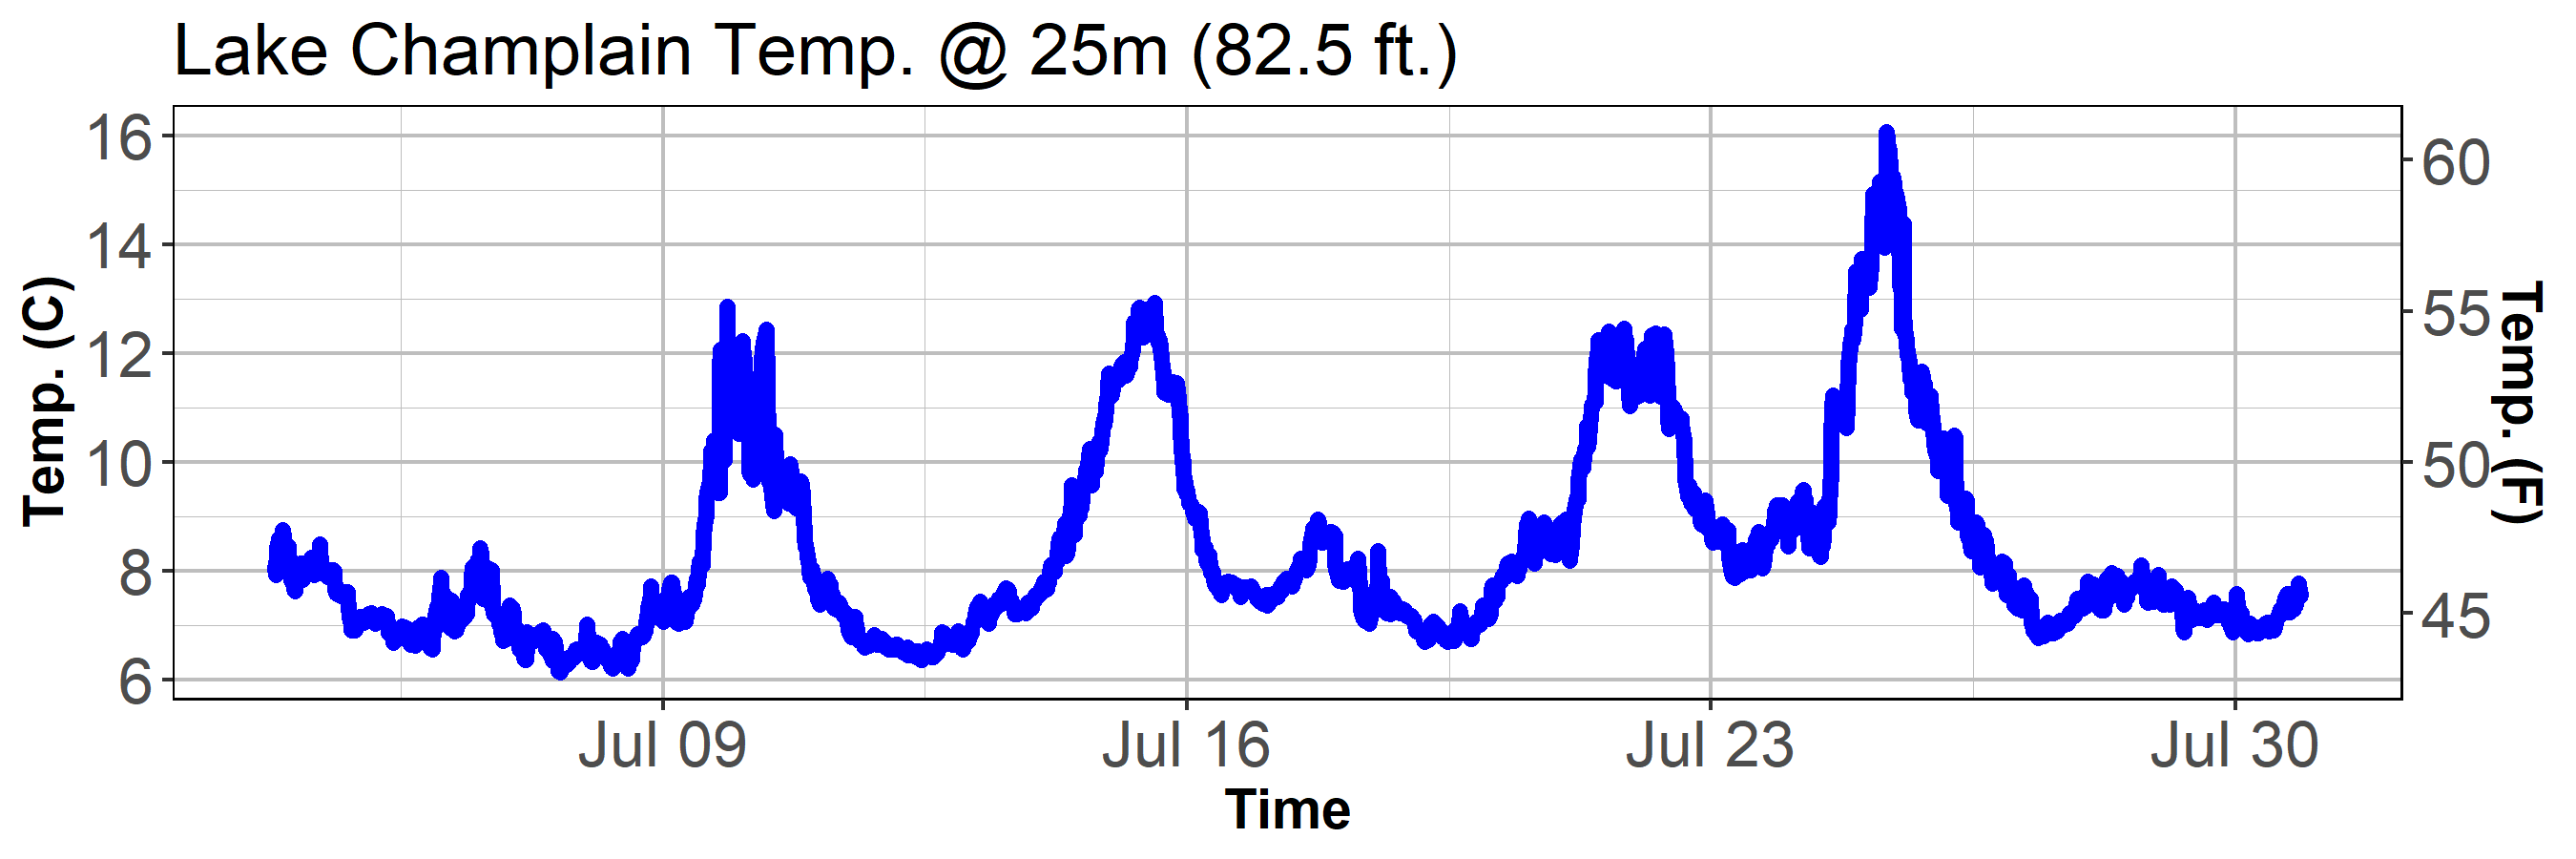 Lake Champlain Temp. @ 25m (82.5 ft.)
16
14
12
10
8
6
Temp. (C)
60
55
50
45
Temp. (F)
Jul 09 Jul 16 Jul 23 Jul 30
Time